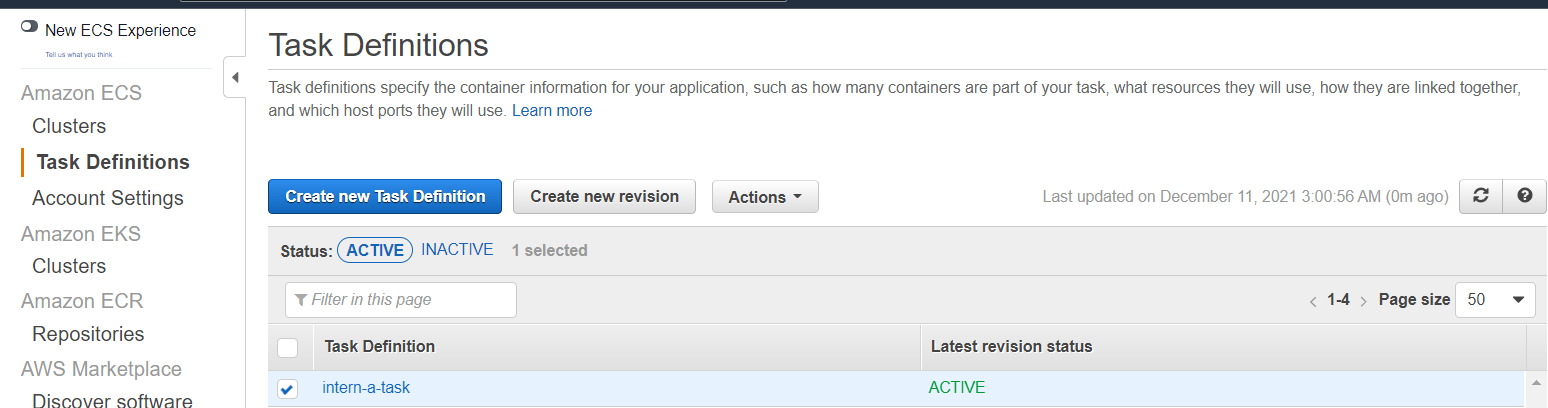 New ECS Experience
Tell us what you think
Amazon ECS
Clusters
Task Definitions
Account Settings
Amazon EKS
Clusters
Amazon ECR
Repositories
AWS Marketplace
Discover software
Task Definitions
Task definitions specify the container information for your application, such as how many containers are part of your task, what resources they will use, how they are linked together,
and which host ports they will use. Learn more
Create new Task Definition Create new revision Actions Last updated on December 11, 2021 3:00:56 AM (0m ago)
Status: ACTIVE INACTIVE 1 selected
Filter in this page < 1-4 > Page size 50
Task Definition Latest revision status
intern-a-task ACTIVE